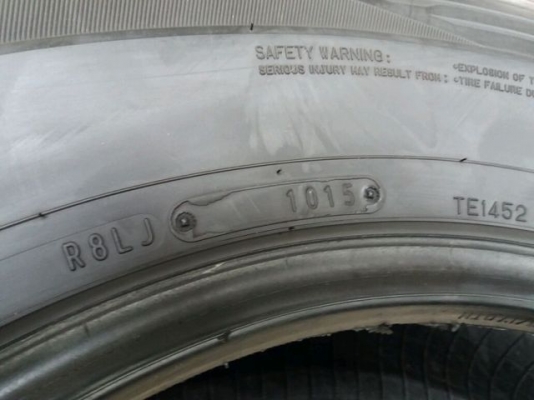 SAFETY WARNING:
SERIOUS INJURY MAY RESULT FROM: •EXPLOSION OF T
•TIRE FAILURE D
R8LJ 1015 TE1452